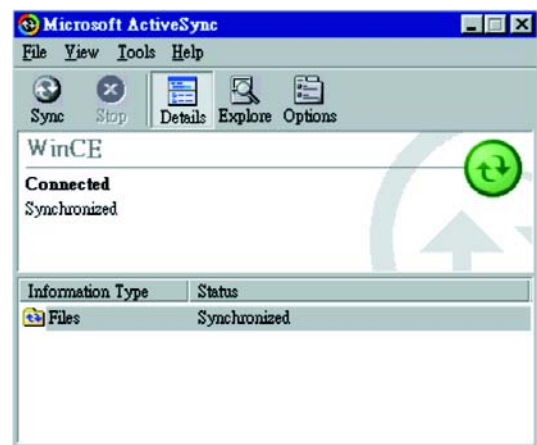 Microsoft ActiveSync
File View Tools Help
Sync Stop Details Explore Options
WinCE
Connected
Synchronized
Information Type Status
Files Synchronized